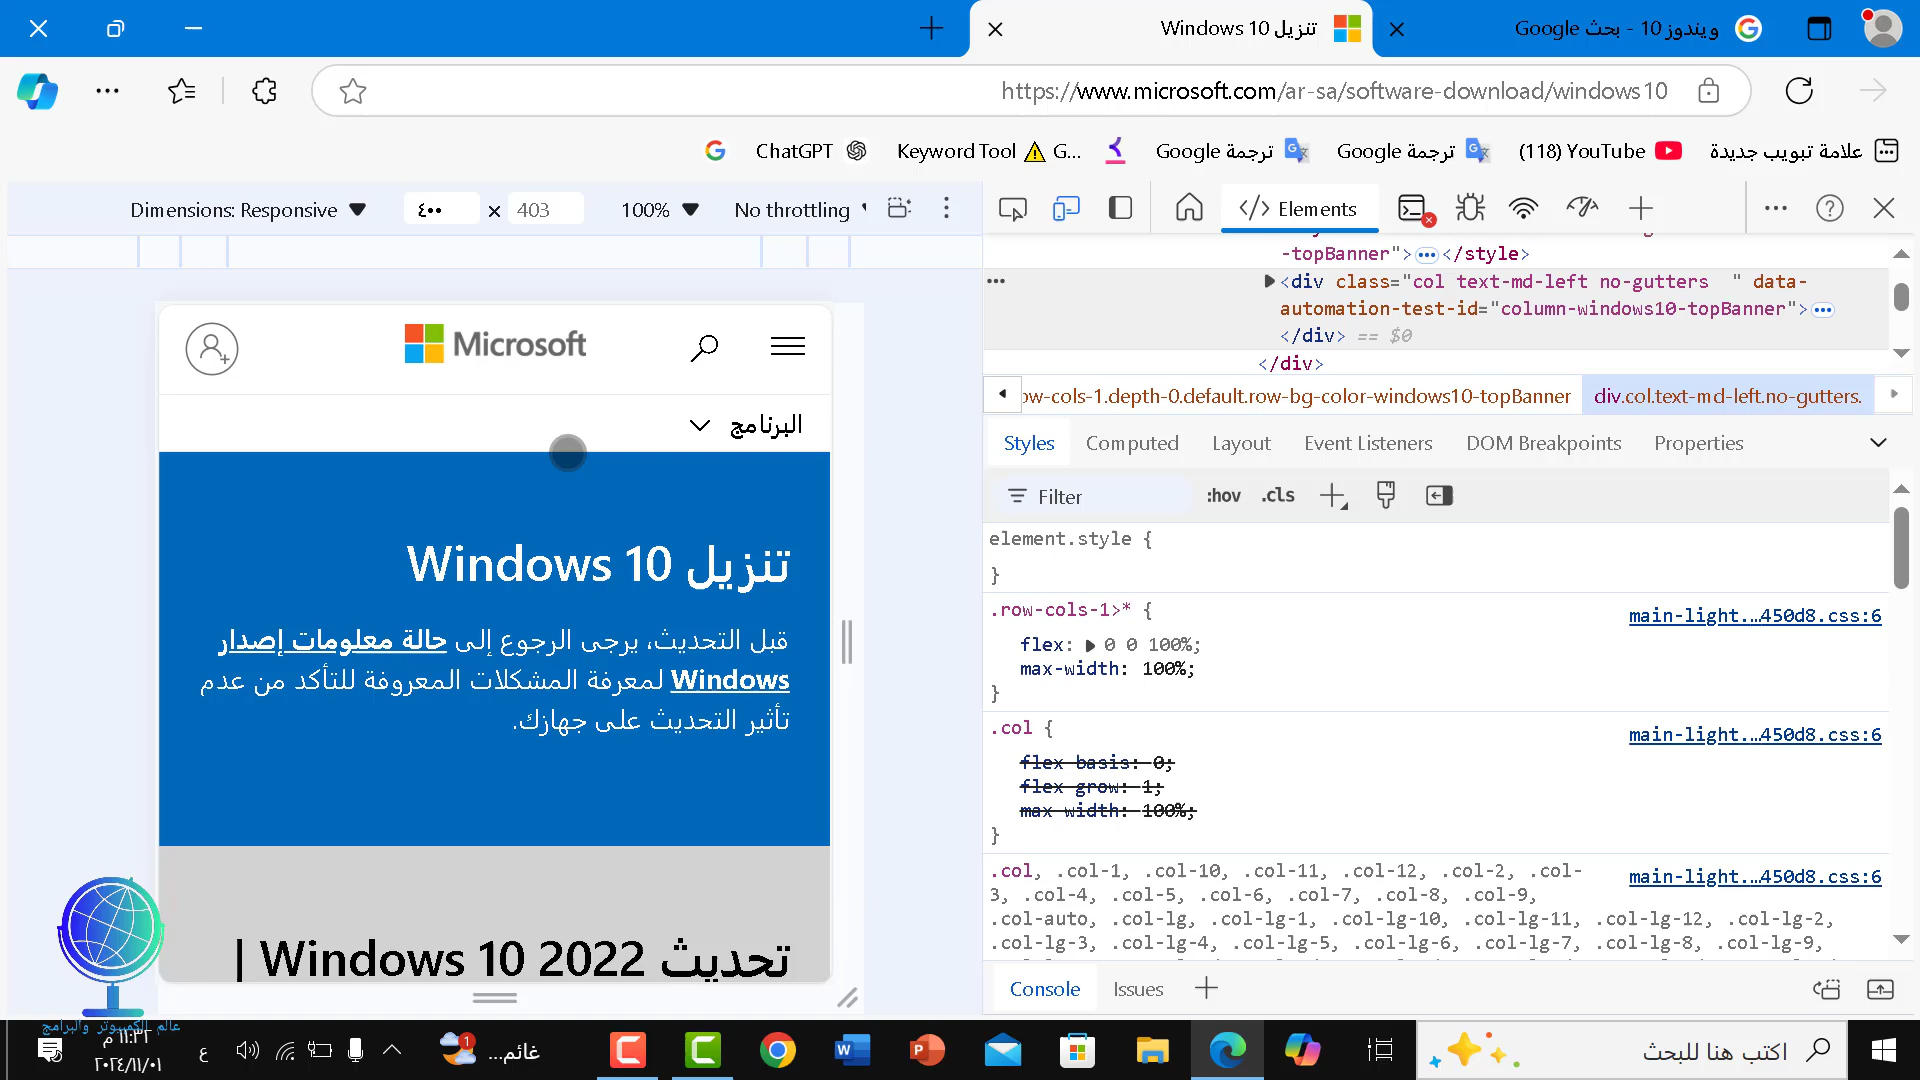 ويندوز 10 - بحث Google
تنزيل Windows 10
https://www.microsoft.com/ar-sa/software-download/windows10
علامة تبويب جديدة
(118) YouTube
ترجمة Google
ترجمة Google
Keyword Tool ⚠ G...
ChatGPT
Dimensions: Responsive
٤٠٠ × 403
100%
No throttling
Elements
-topBanner">…</style>
<div class="col text-md-left no-gutters  " data-
automation-test-id="column-windows10-topBanner">…
</div> == $0
</div>
ow-cols-1.depth-0.default.row-bg-color-windows10-topBanner
div.col.text-md-left.no-gutters.
Styles Computed Layout Event Listeners DOM Breakpoints Properties
Filter
:hov .cls
element.style {
}
.row-cols-1>* {
main-light…450d8.css:6
flex: 0 0 100%;
max-width: 100%;
}
.col {
main-light…450d8.css:6
flex-basis: 0;
flex-grow: 1;
max-width: 100%;
}
.col, .col-1, .col-10, .col-11, .col-12, .col-2, .col-
main-light…450d8.css:6
3, .col-4, .col-5, .col-6, .col-7, .col-8, .col-9,
.col-auto, .col-lg, .col-lg-1, .col-lg-10, .col-lg-11, .col-lg-12, .col-lg-2,
.col-lg-3, .col-lg-4, .col-lg-5, .col-lg-6, .col-lg-7, .col-lg-8, .col-lg-9,
Console Issues
Microsoft
البرنامج
تنزيل Windows 10
قبل التحديث، يرجى الرجوع إلى حالة معلومات إصدار
Windows لمعرفة المشكلات المعروفة للتأكد من عدم
تأثير التحديث على جهازك.
تحديث Windows 10 2022 |
عالم الكمبيوتر والبرامج
اكتب هنا للبحث
غائم...
1
ع
١١:٣٢ م
٢٠٢٤/١١/٠١